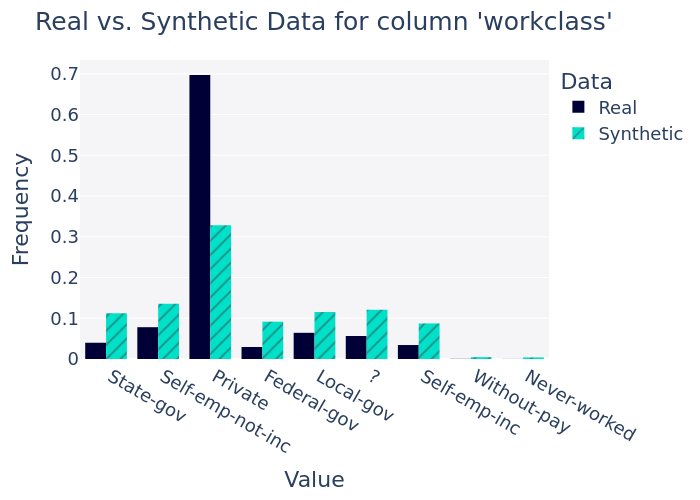 Real vs. Synthetic Data for column 'workclass'
Data
Real
Synthetic
Frequency
0.7
0.6
0.5
0.4
0.3
0.2
0.1
0
State-gov
Self-emp-not-inc
Private
Federal-gov
Local-gov
?
Self-emp-inc
Without-pay
Never-worked
Value